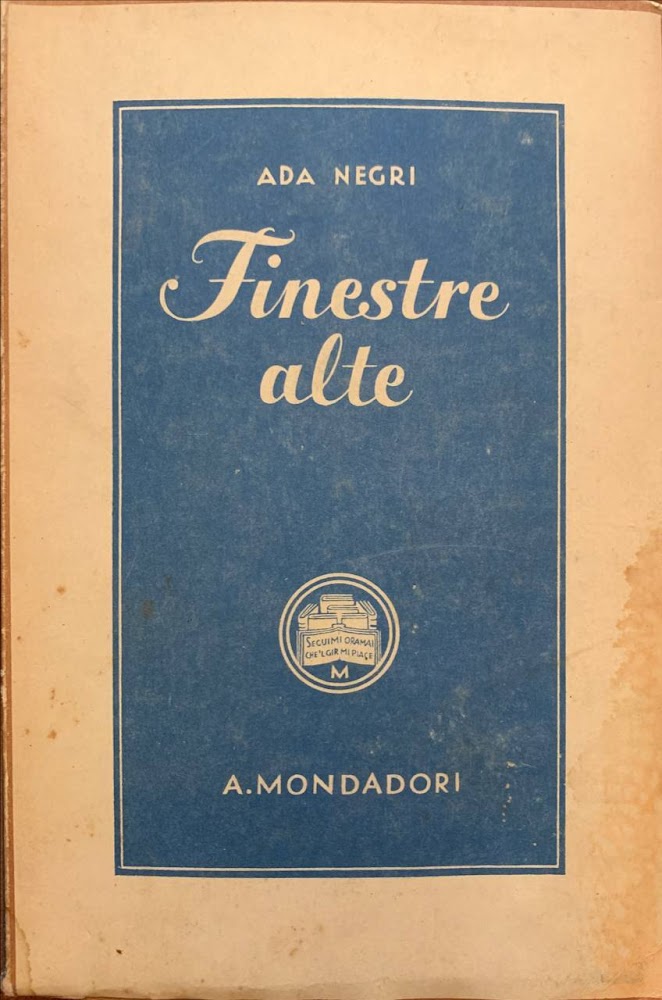 ADA NEGRI
Finestre
alte
SEGUIMI ORAMAI
CHE 'L GIR MI PIACE
M
A. MONDADORI